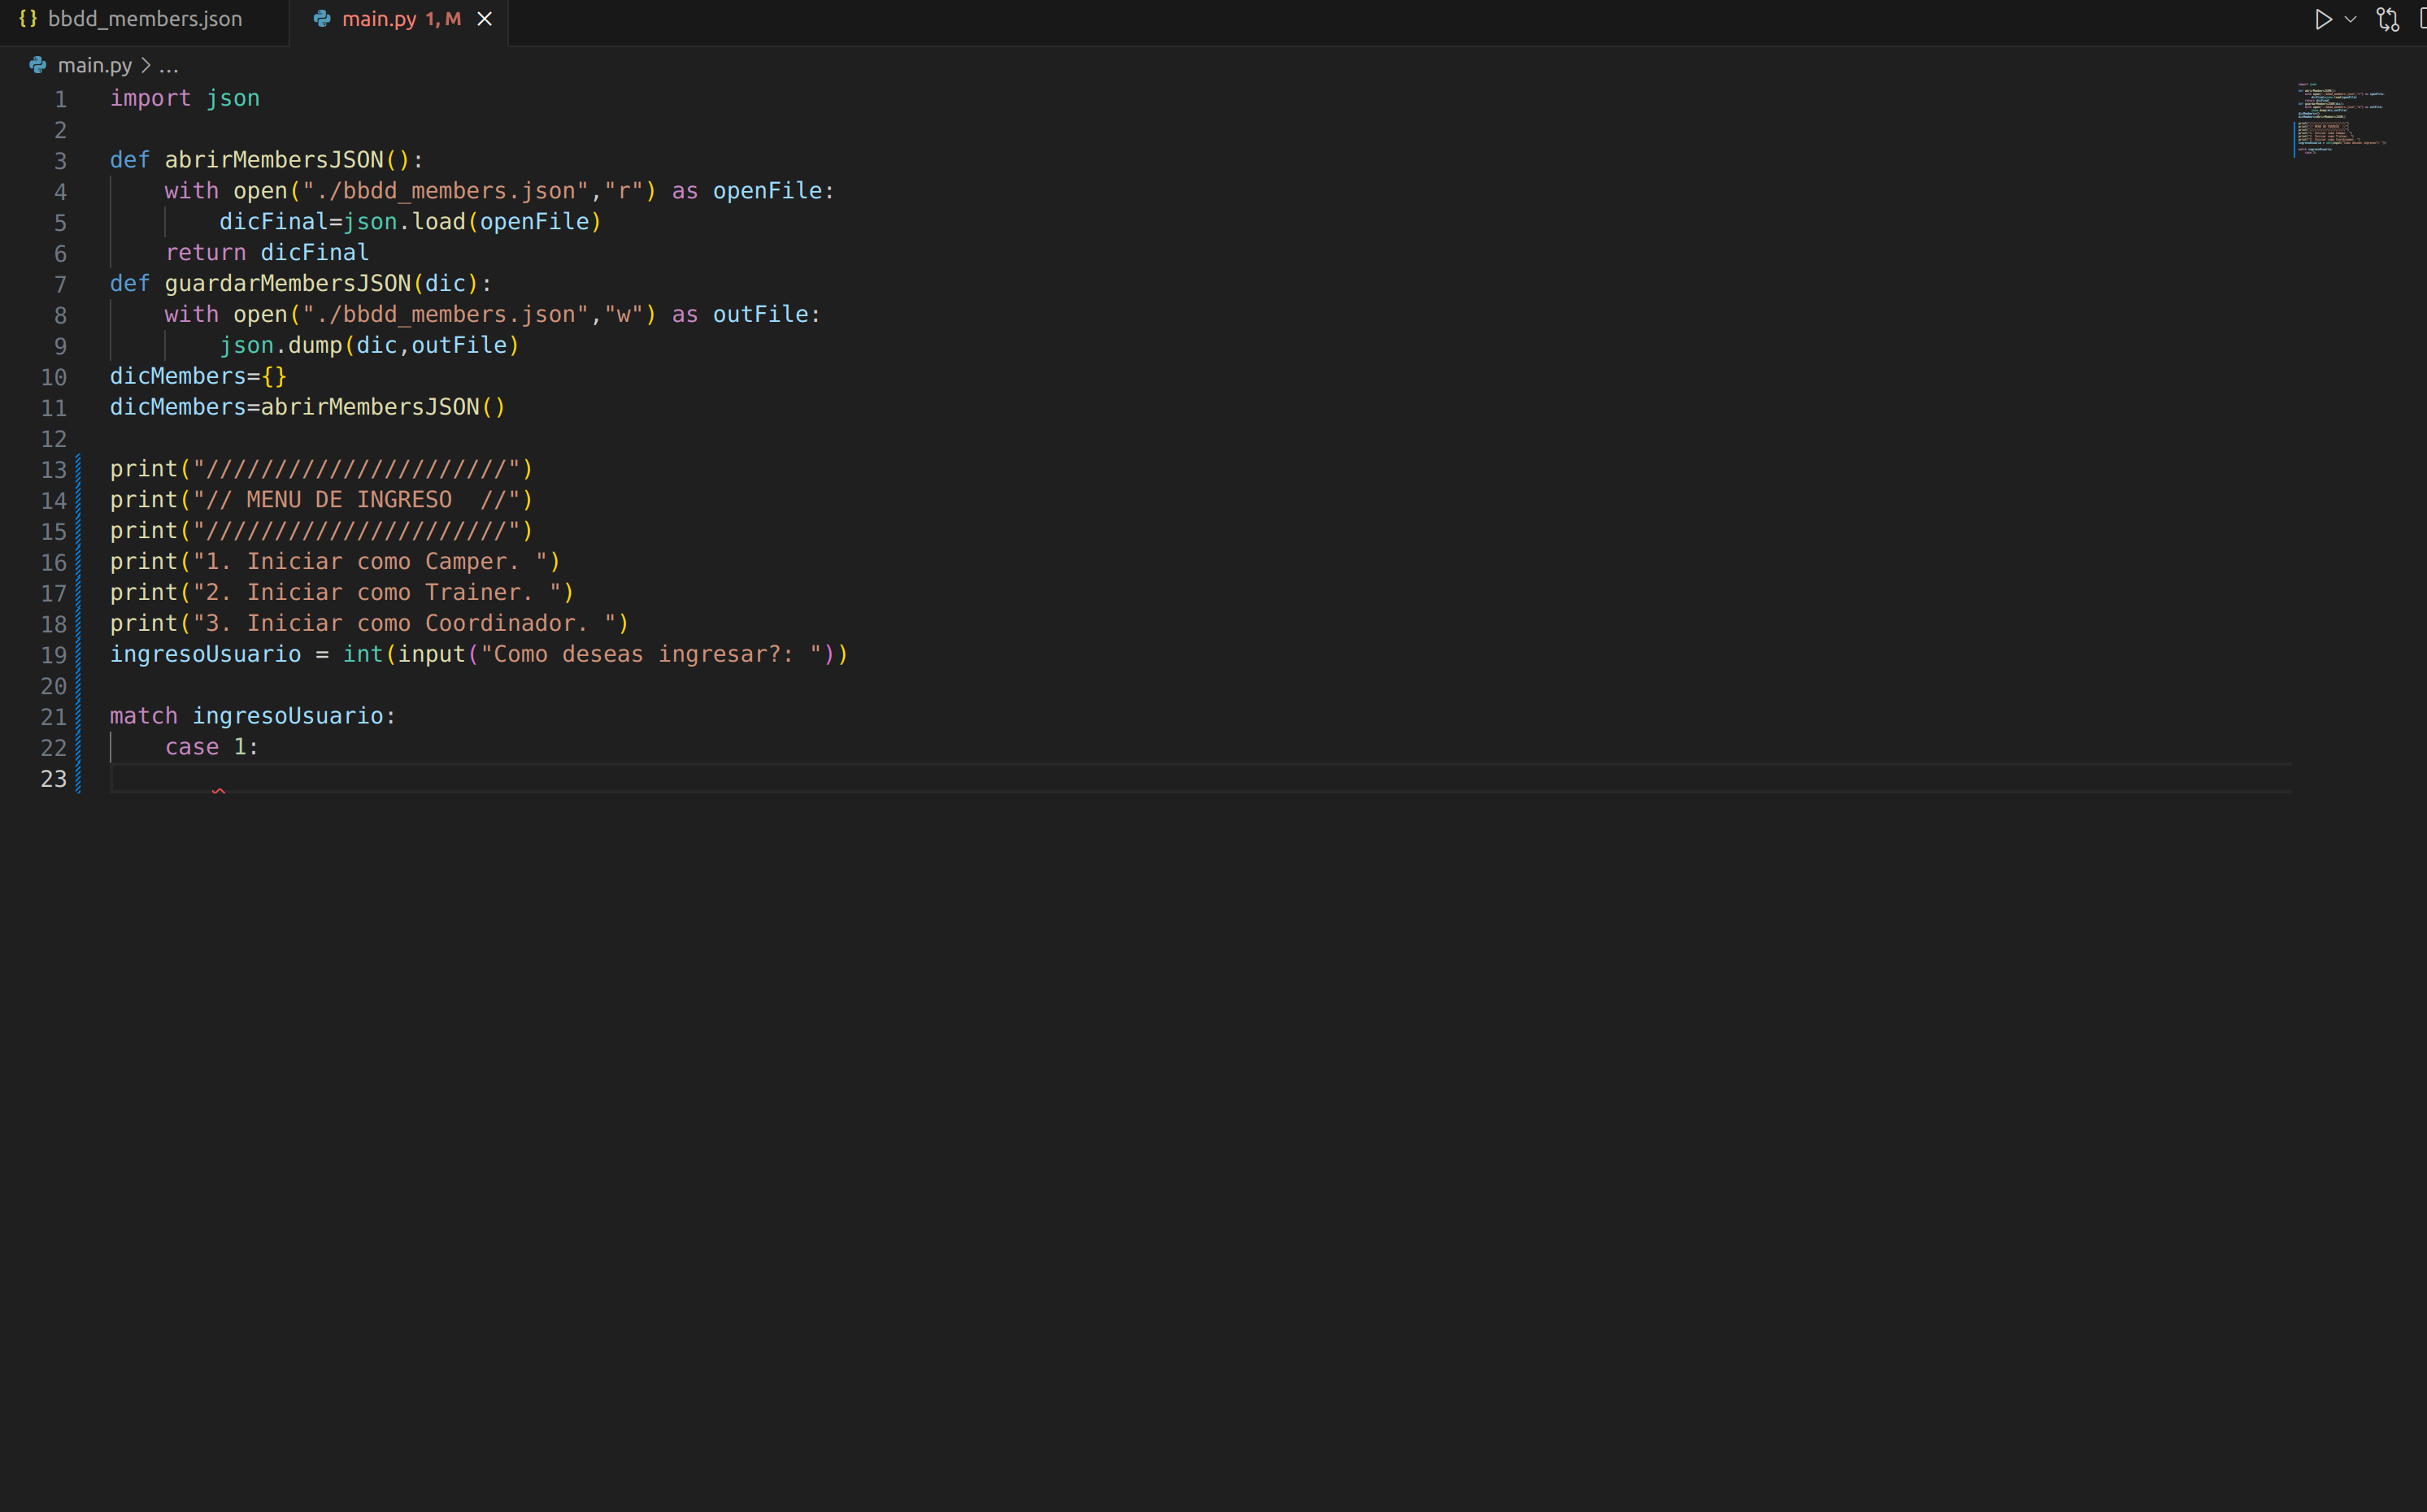 {} bbdd_members.json
main.py 1, M
main.py > ...
1 import json
2
3 def abrirMembersJSON():
4     with open("./bbdd_members.json","r") as openFile:
5         dicFinal=json.load(openFile)
6     return dicFinal
7 def guardarMembersJSON(dic):
8     with open("./bbdd_members.json","w") as outFile:
9         json.dump(dic,outFile)
10 dicMembers={}
11 dicMembers=abrirMembersJSON()
12
13 print("//////////////////////")
14 print("// MENU DE INGRESO  //")
15 print("//////////////////////")
16 print("1. Iniciar como Camper. ")
17 print("2. Iniciar como Trainer. ")
18 print("3. Iniciar como Coordinador. ")
19 ingresoUsuario = int(input("Como deseas ingresar?: "))
20
21 match ingresoUsuario:
22     case 1:
23